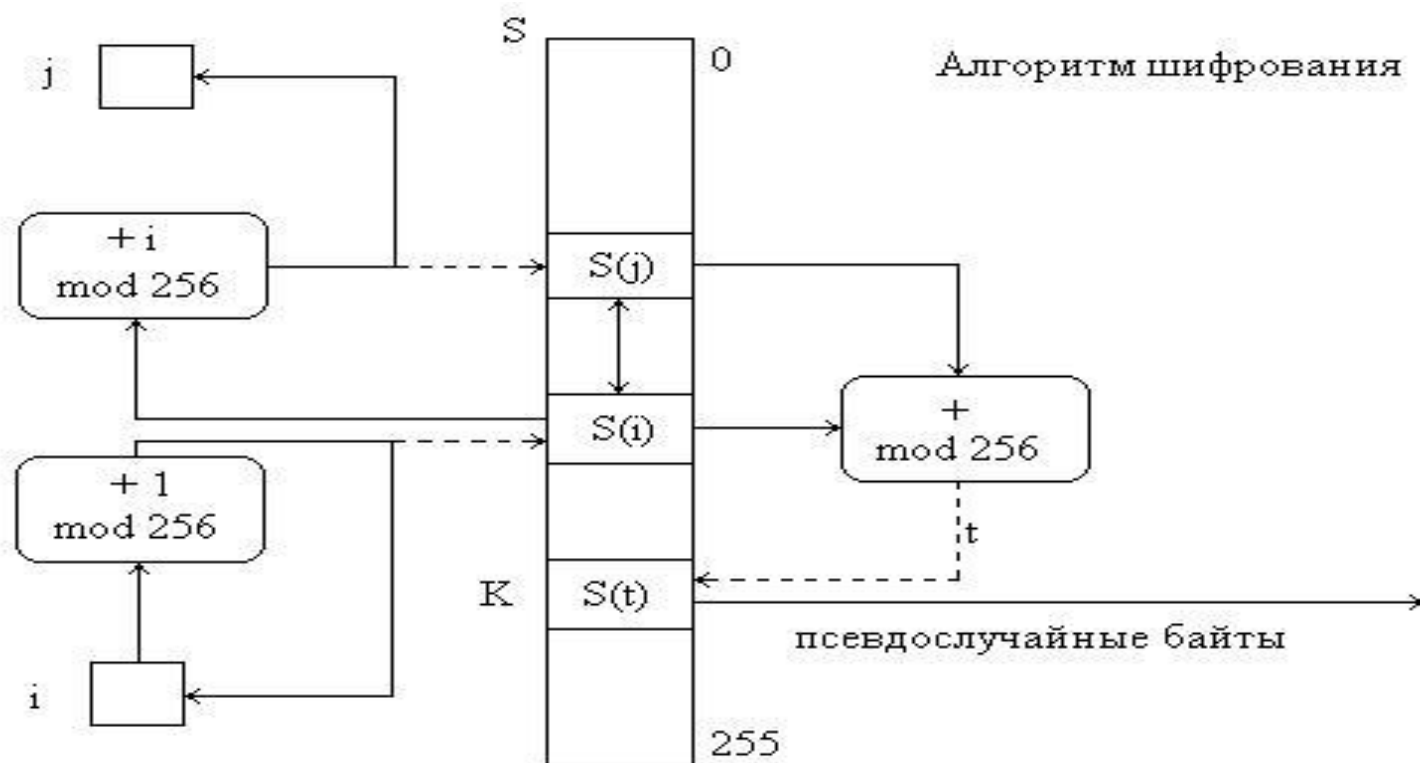 S
j
0
Алгоритм шифрования
+ i
mod 256
S(j)
+
mod 256
S(i)
+ 1
mod 256
t
K
S(t)
псевдослучайные байты
i
255